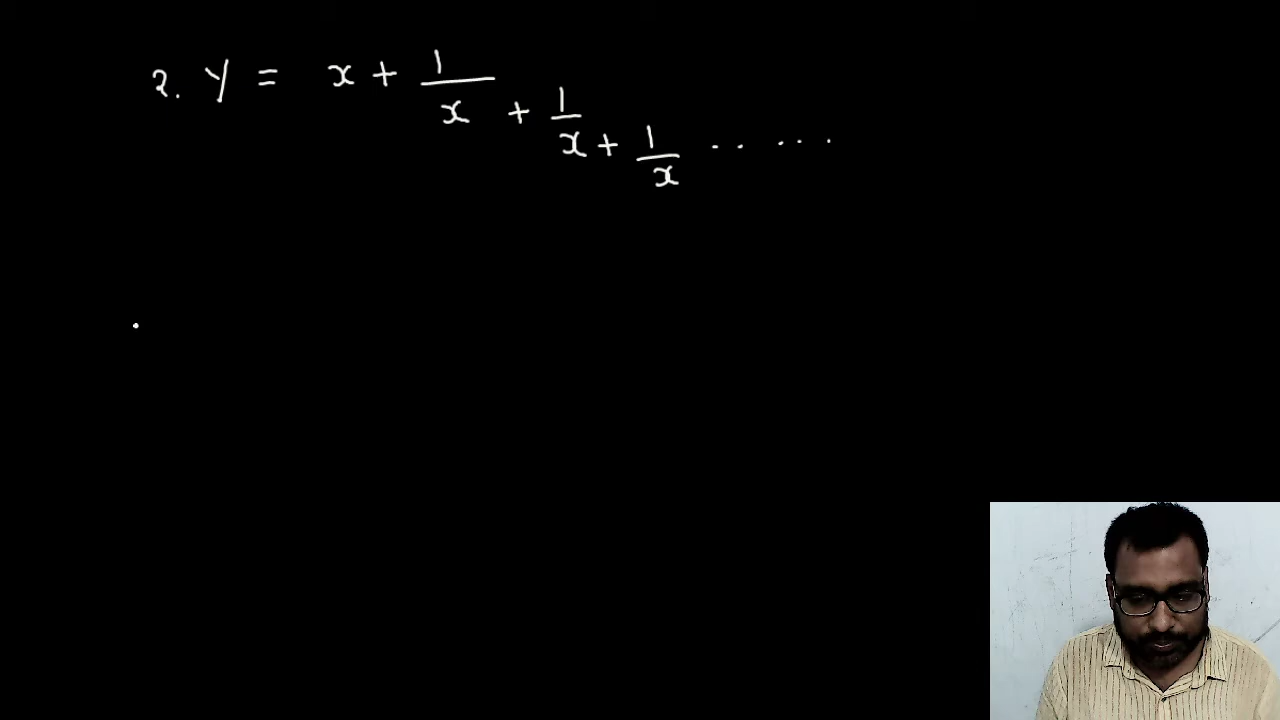 2. y = x + 1/x + 1/x + 1/x .. ...